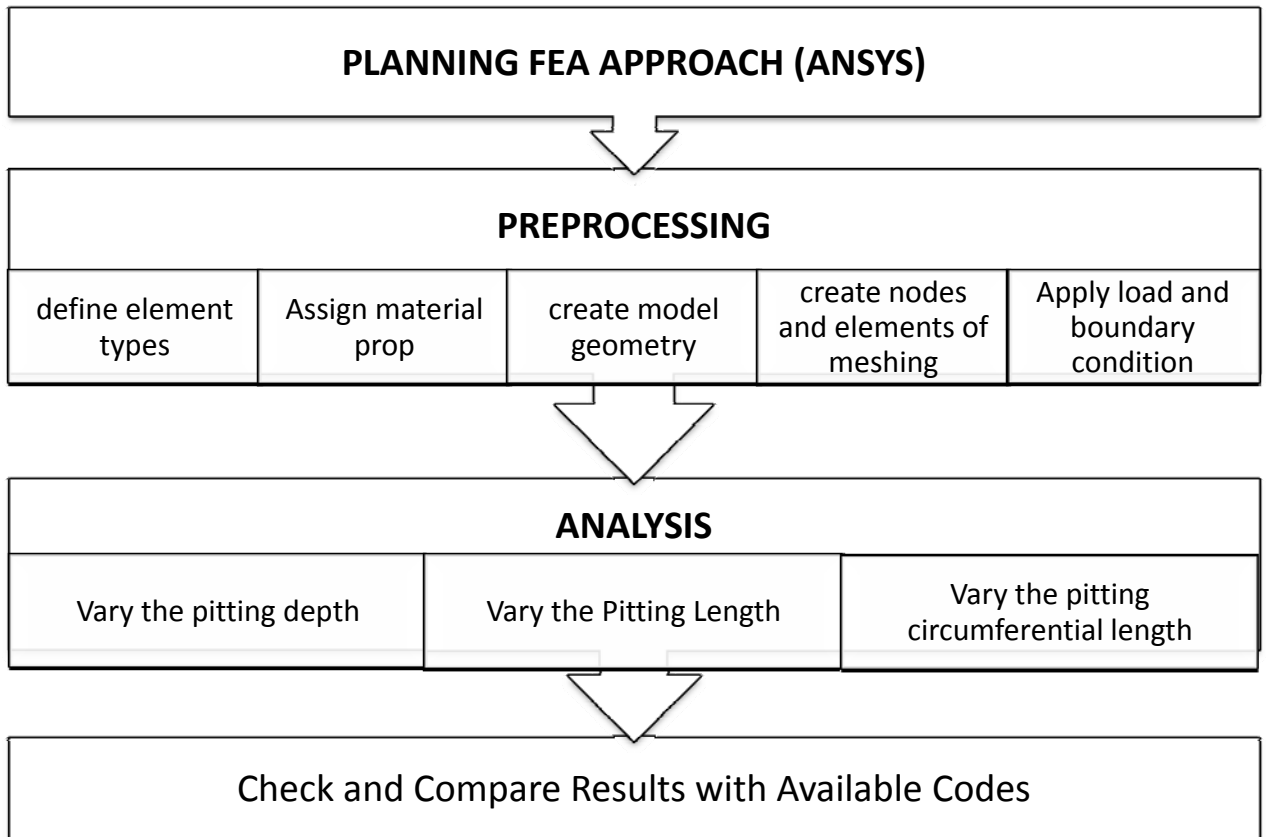 PLANNING FEA APPROACH (ANSYS)
PREPROCESSING
define element
types
Assign material
prop
create model
geometry
create nodes
and elements of
meshing
Apply load and
boundary
condition
ANALYSIS
Vary the pitting depth
Vary the Pitting Length
Vary the pitting
circumferential length
Check and Compare Results with Available Codes